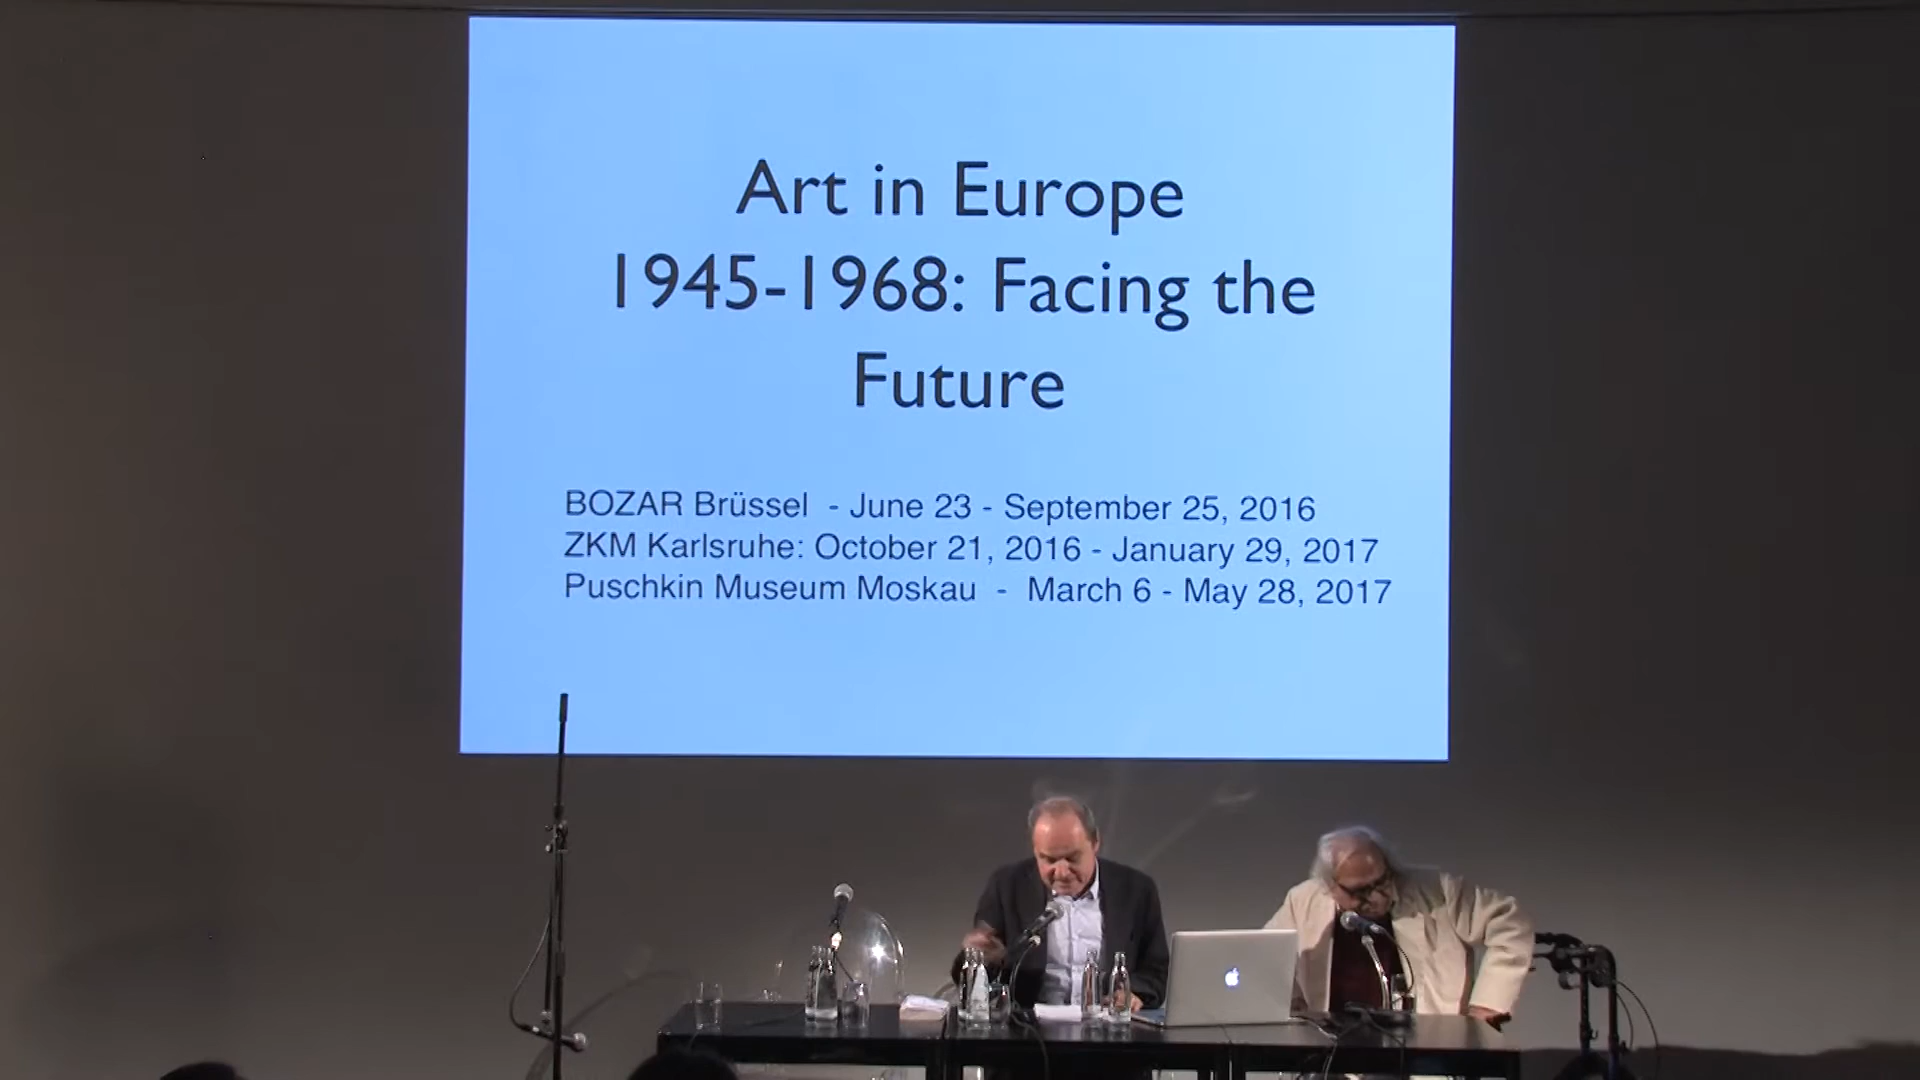 Art in Europe
1945-1968: Facing the
Future
BOZAR Brüssel - June 23 - September 25, 2016
ZKM Karlsruhe: October 21, 2016 - January 29, 2017
Puschkin Museum Moskau - March 6 - May 28, 2017